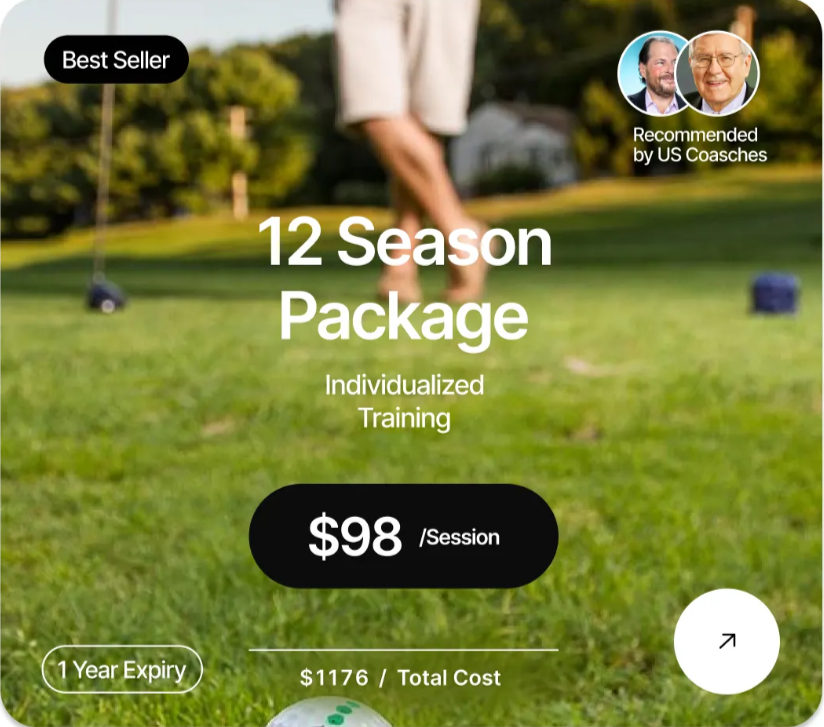 Best Seller
Recommended
by US Coasches
12 Season
Package
Individualized
Training
$98 /Session
1 Year Expiry
$1176 / Total Cost